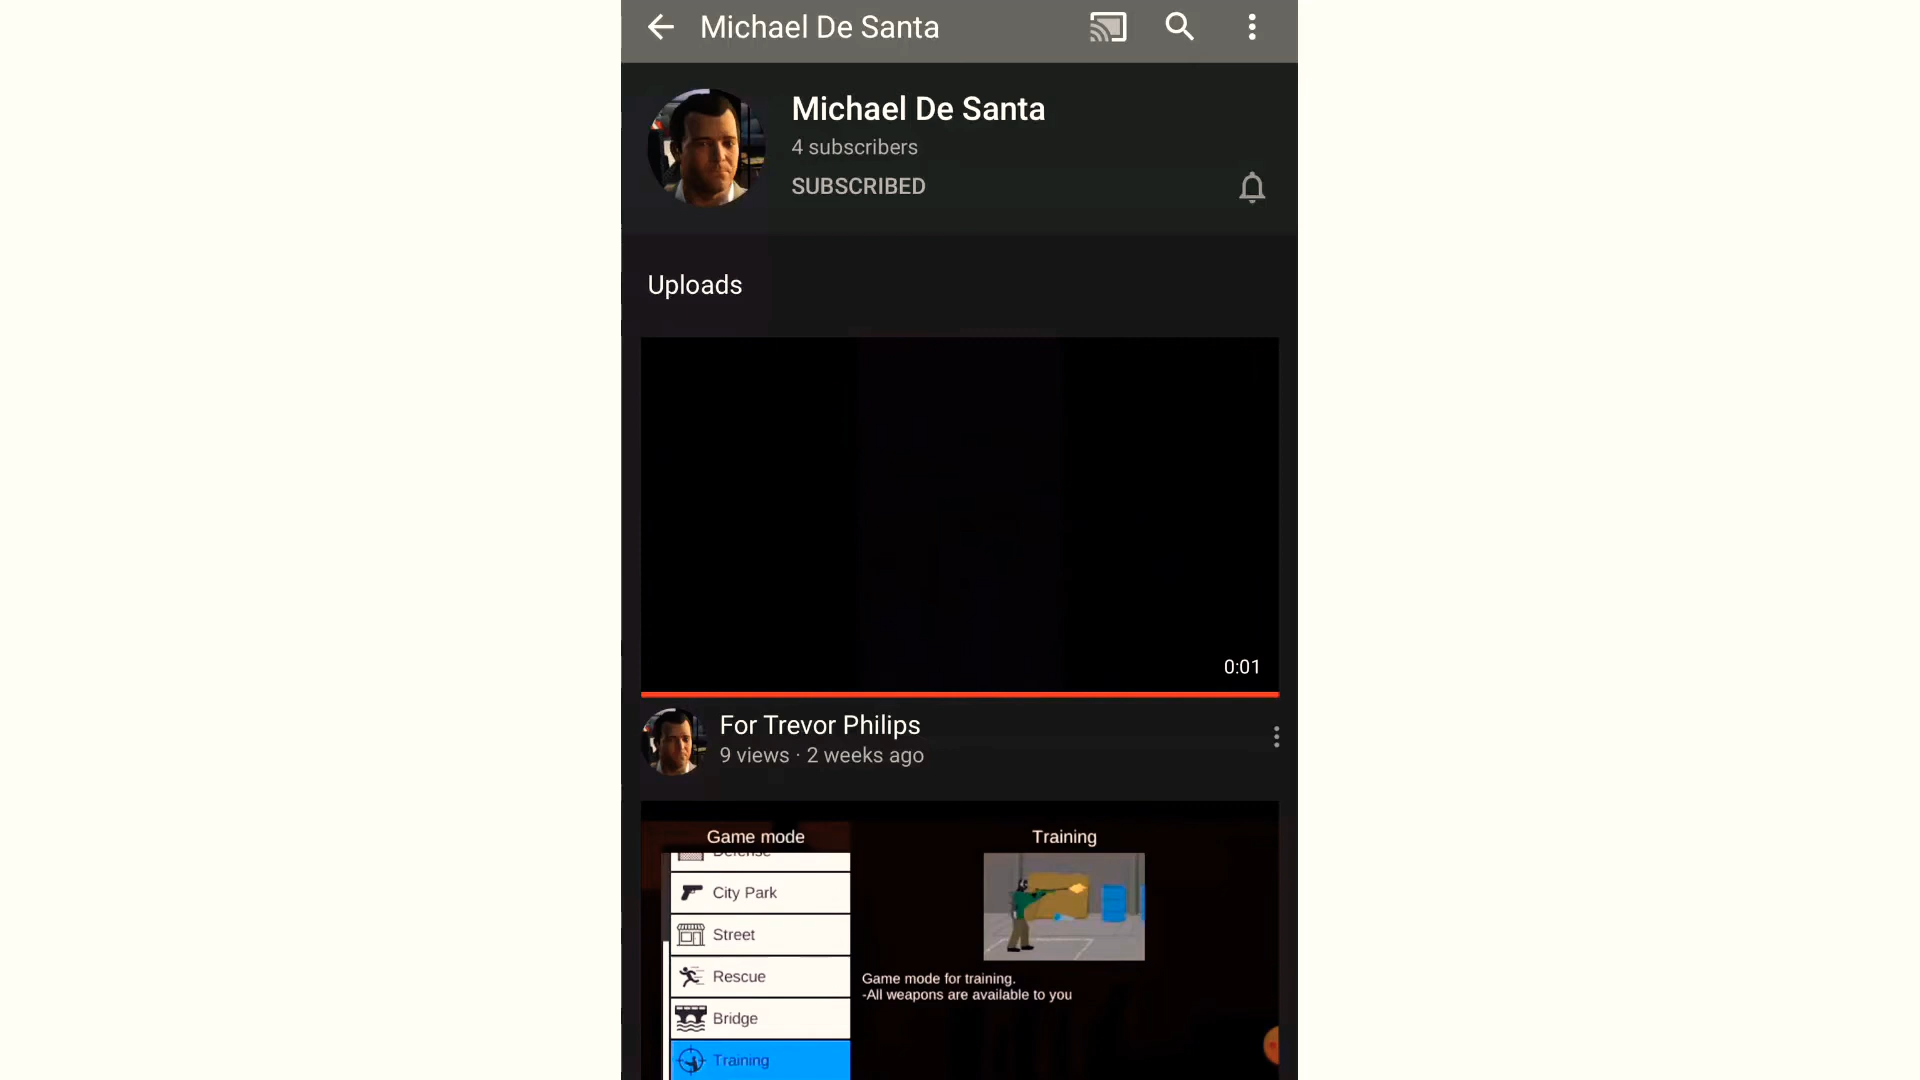 Michael De Santa
Michael De Santa
4 subscribers
SUBSCRIBED
Uploads
0:01
For Trevor Philips
9 views · 2 weeks ago
Game mode
Training
Defense
City Park
Street
Rescue
Game mode for training.
-All weapons are available to you
Bridge
Training